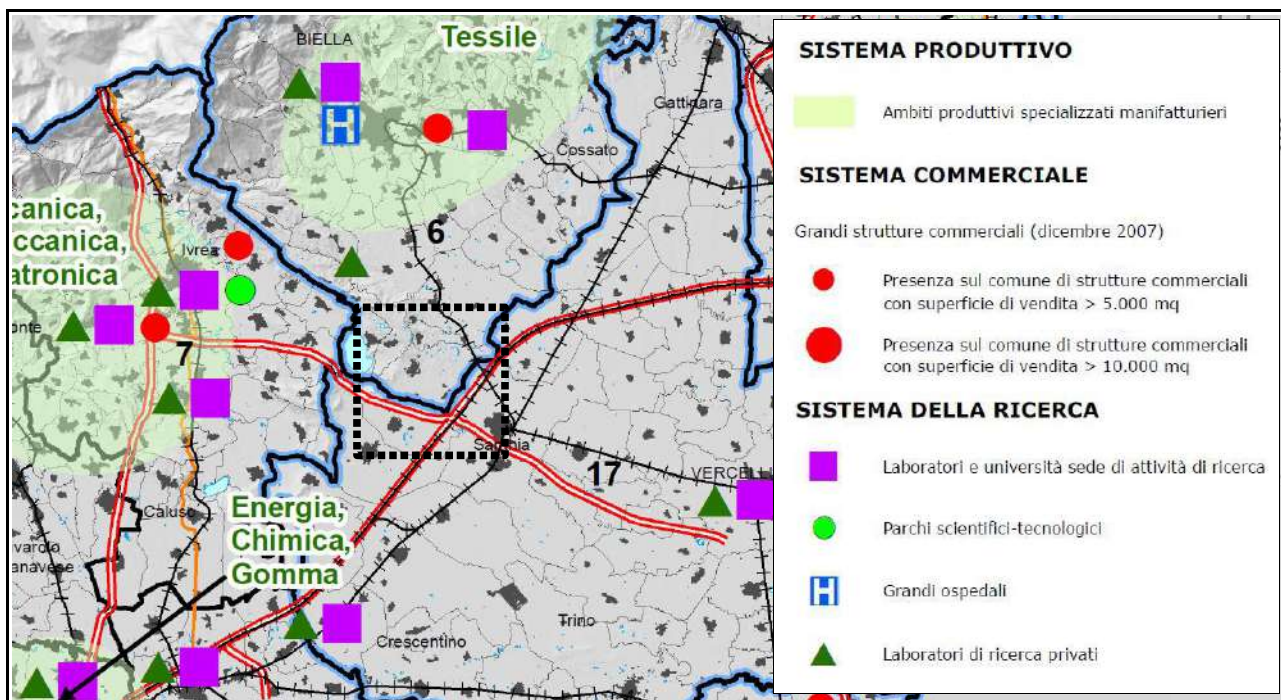 BIELLA
Tessile
Gattinara
Cossato
canica,
ccanica,
atronica
Ivrea
6
7
ante
17
VERCELLI
Energia,
Chimica,
Gomma
Caluso
anavese
Crescentino
Trino
SISTEMA PRODUTTIVO
Ambiti produttivi specializzati manifatturieri
SISTEMA COMMERCIALE
Grandi strutture commerciali (dicembre 2007)
Presenza sul comune di strutture commerciali
con superficie di vendita > 5.000 mq
Presenza sul comune di strutture commerciali
con superficie di vendita > 10.000 mq
SISTEMA DELLA RICERCA
Laboratori e università sede di attività di ricerca
Parchi scientifici-tecnologici
H
Grandi ospedali
Laboratori di ricerca privati